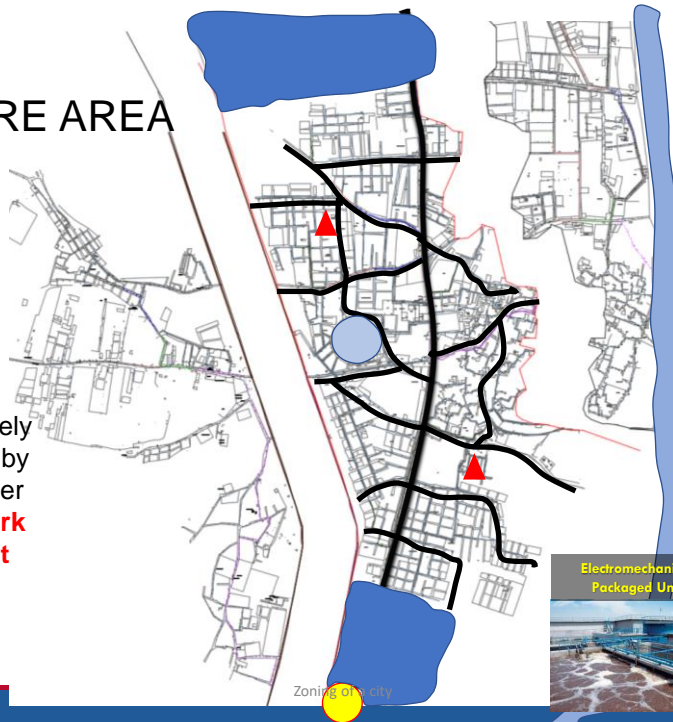 RE AREA
ely
by
er
rk
t
Electromechani
Packaged Un
Zoning of a city